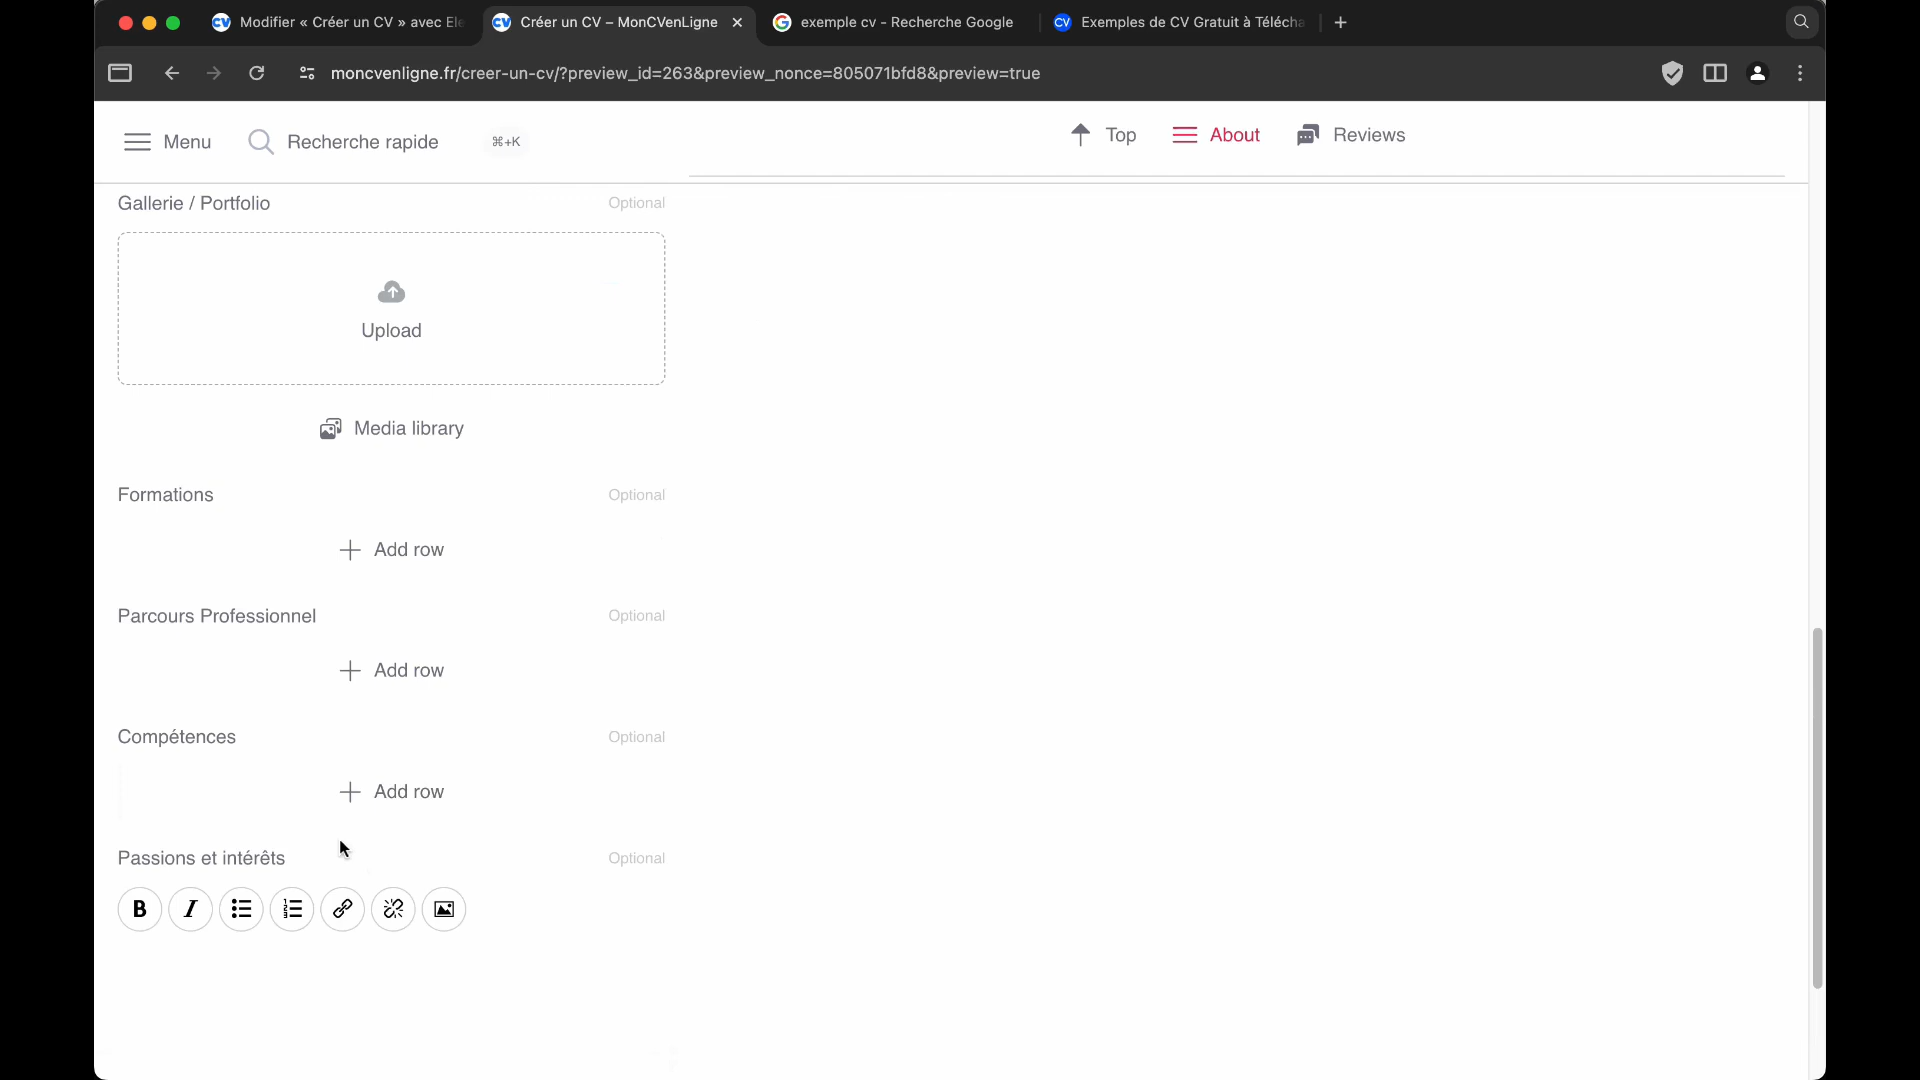 Modifier « Créer un CV » avec Ele
Créer un CV – MonCVenLigne
exemple cv - Recherche Google
Exemples de CV Gratuit à Télécha
moncvenligne.fr/creer-un-cv/?preview_id=263&preview_nonce=805071bfd8&preview=true
Menu
Recherche rapide
⌘+K
Top
About
Reviews
Gallerie / Portfolio
Optional
Upload
Media library
Formations
Optional
Add row
Parcours Professionnel
Optional
Add row
Compétences
Optional
Add row
Passions et intérêts
Optional